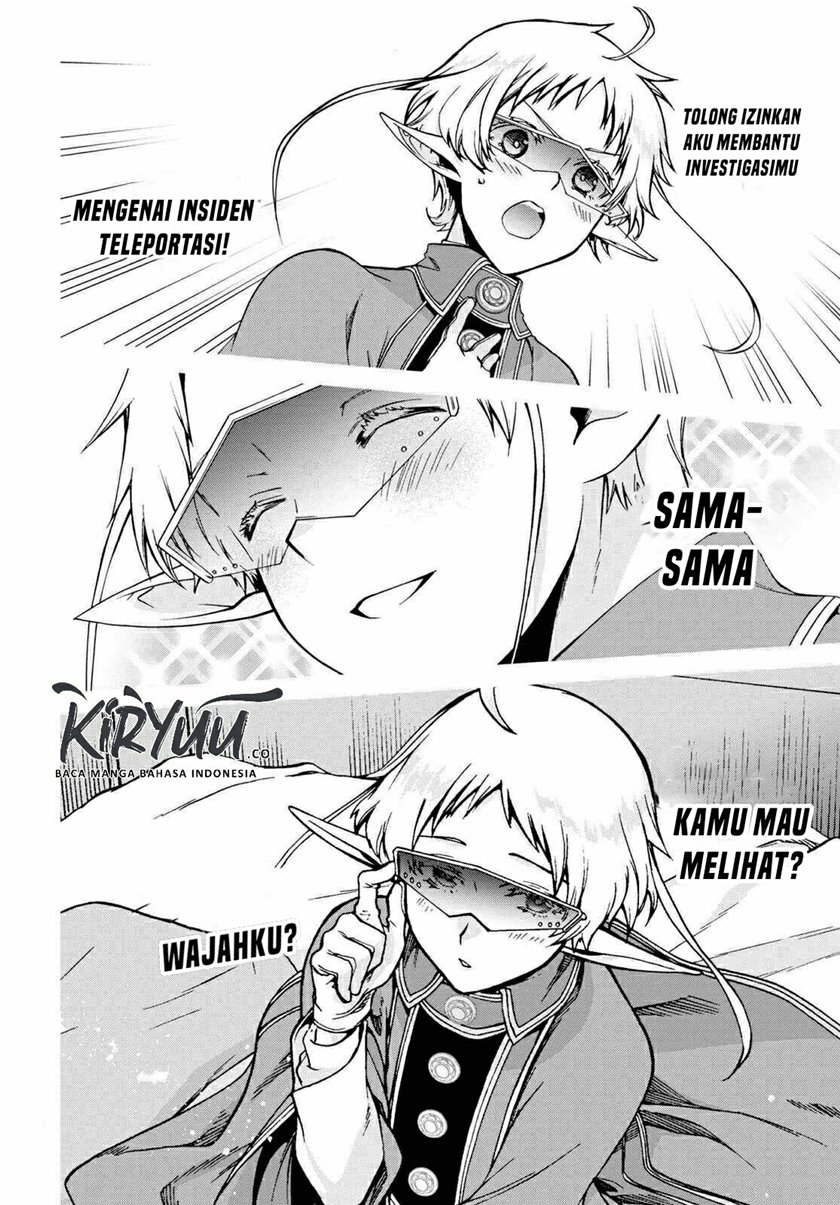 TOLONG IZINKAN
AKU MEMBANTU
INVESTIGASIMU
MENGENAI INSIDEN
TELEPORTASI!
SAMA-
SAMA
KIRYUU.CO
BACA MANGA BAHASA INDONESIA
KAMU MAU
MELIHAT?
WAJAHKU?